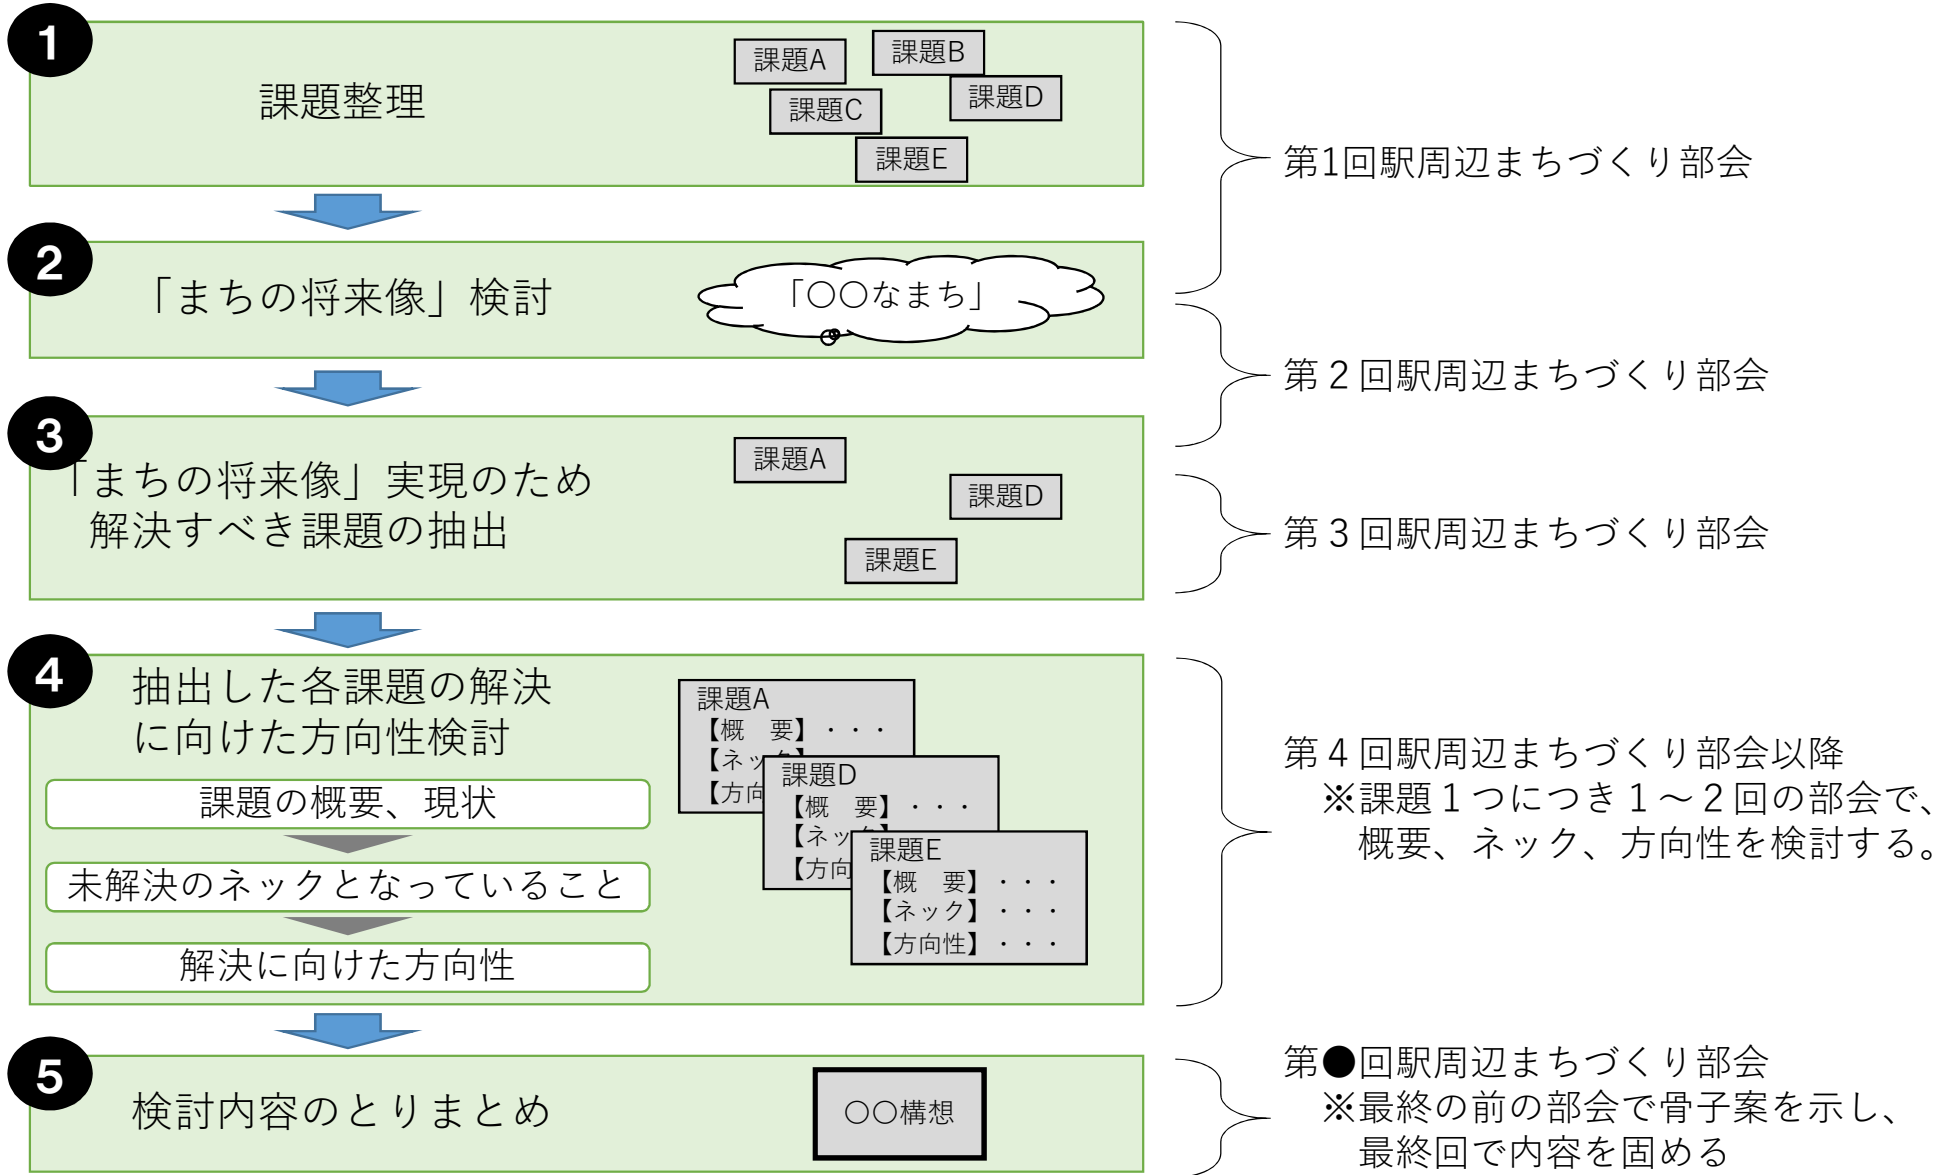 1
課題整理
課題A
課題B
課題C
課題D
課題E
第1回駅周辺まちづくり部会
2
「まちの将来像」検討
「〇〇なまち」
第２回駅周辺まちづくり部会
3
「まちの将来像」実現のため
解決すべき課題の抽出
課題A
課題D
課題E
第３回駅周辺まちづくり部会
4
抽出した各課題の解決
に向けた方向性検討
課題の概要、現状
未解決のネックとなっていること
解決に向けた方向性
課題A
【概　要】・・・
【ネッ
【方向
課題D
【概　要】・・・
【ネッ
【方向
課題E
【概　要】・・・
【ネック】・・・
【方向性】・・・
第４回駅周辺まちづくり部会以降
※課題１つにつき１～２回の部会で、
概要、ネック、方向性を検討する。
5
検討内容のとりまとめ
〇〇構想
第●回駅周辺まちづくり部会
※最終の前の部会で骨子案を示し、
最終回で内容を固める